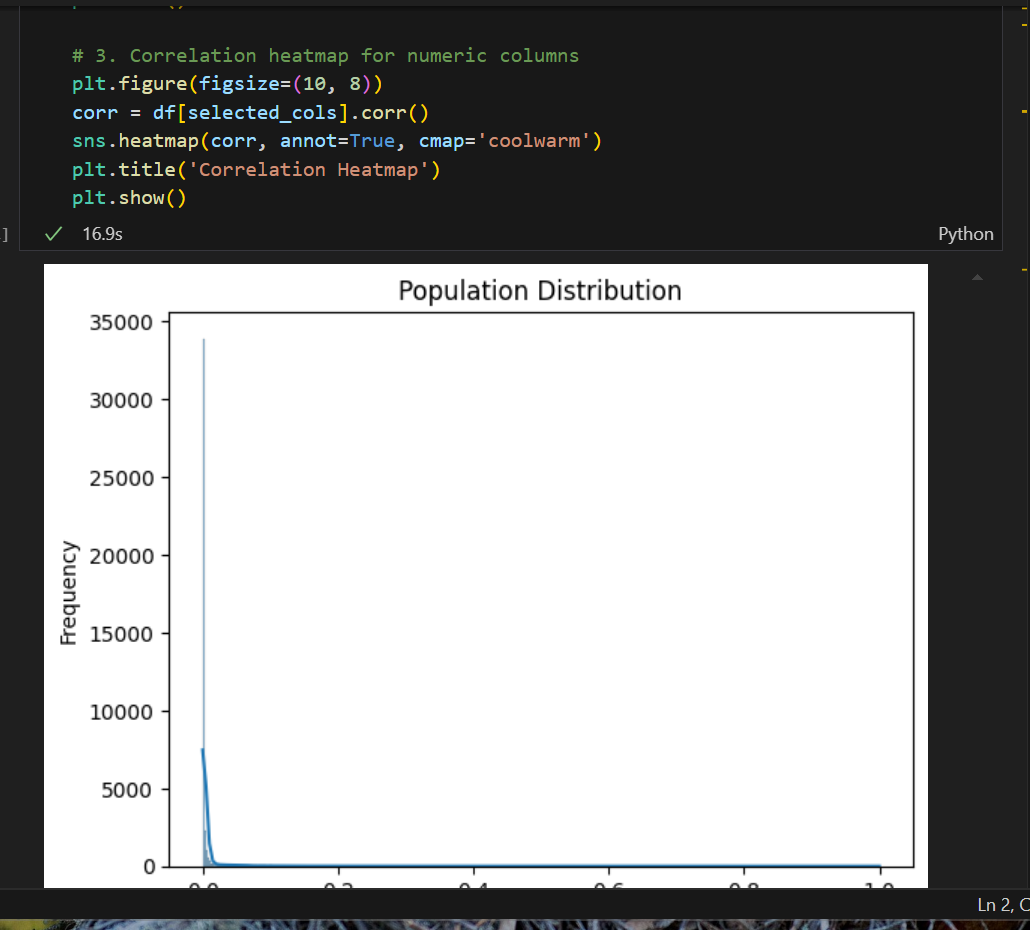 # 3. Correlation heatmap for numeric columns
plt.figure(figsize=(10, 8))
corr = df[selected_cols].corr()
sns.heatmap(corr, annot=True, cmap='coolwarm')
plt.title('Correlation Heatmap')
plt.show()
]
16.9s
Python
Population Distribution
35000
30000
25000
20000
15000
10000
5000
0
Frequency
0.0 0.2 0.4 0.6 0.8 1.0
Ln 2, C